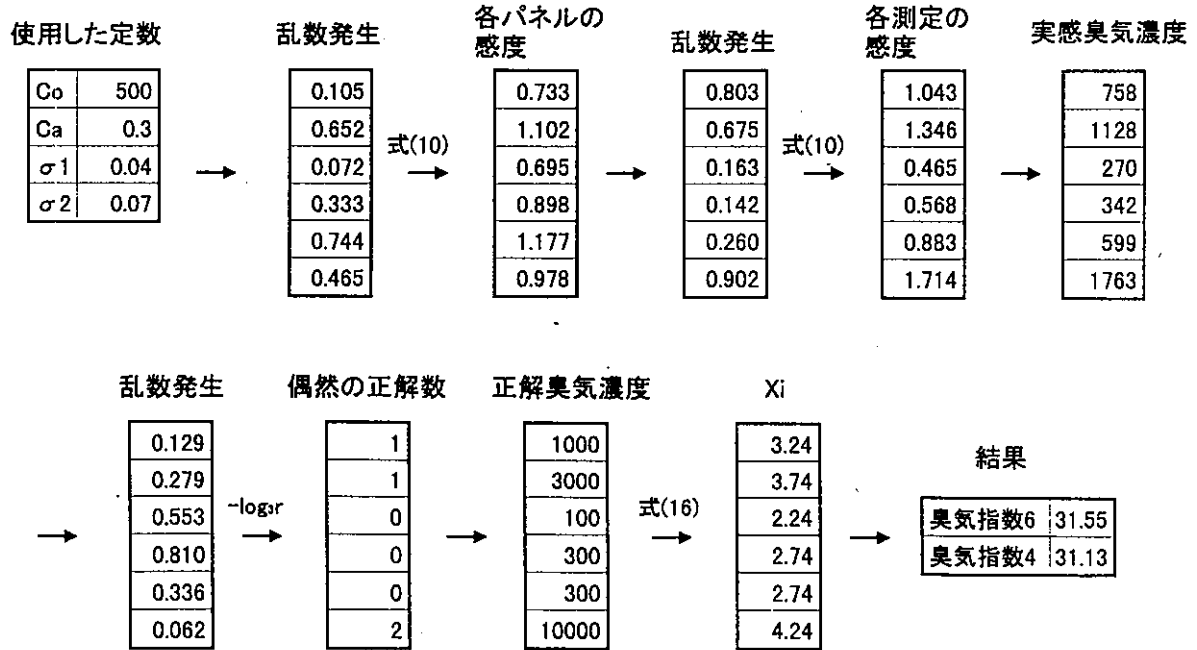 使用した定数
Co 500
Ca 0.3
σ1 0.04
σ2 0.07
乱数発生
0.105
0.652
0.072
0.333
0.744
0.465
式(10)
各パネルの
感度
0.733
1.102
0.695
0.898
1.177
0.978
乱数発生
0.803
0.675
0.163
0.142
0.260
0.902
式(10)
各測定の
感度
1.043
1.346
0.465
0.568
0.883
1.714
実感臭気濃度
758
1128
270
342
599
1763
乱数発生
0.129
0.279
0.553
0.810
0.336
0.062
-log₃r
偶然の正解数
1
1
0
0
0
2
正解臭気濃度
1000
3000
100
300
300
10000
式(16)
Xi
3.24
3.74
2.24
2.74
2.74
4.24
結果
臭気指数6 31.55
臭気指数4 31.13